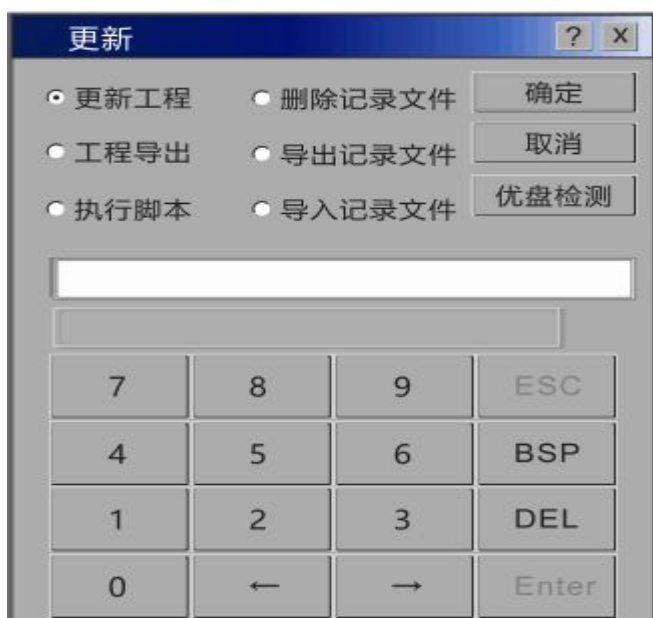 更新 ? X
更新工程 删除记录文件 确定
工程导出 导出记录文件 取消
执行脚本 导入记录文件 优盘检测
7 8 9 ESC
4 5 6 BSP
1 2 3 DEL
0 ← → Enter